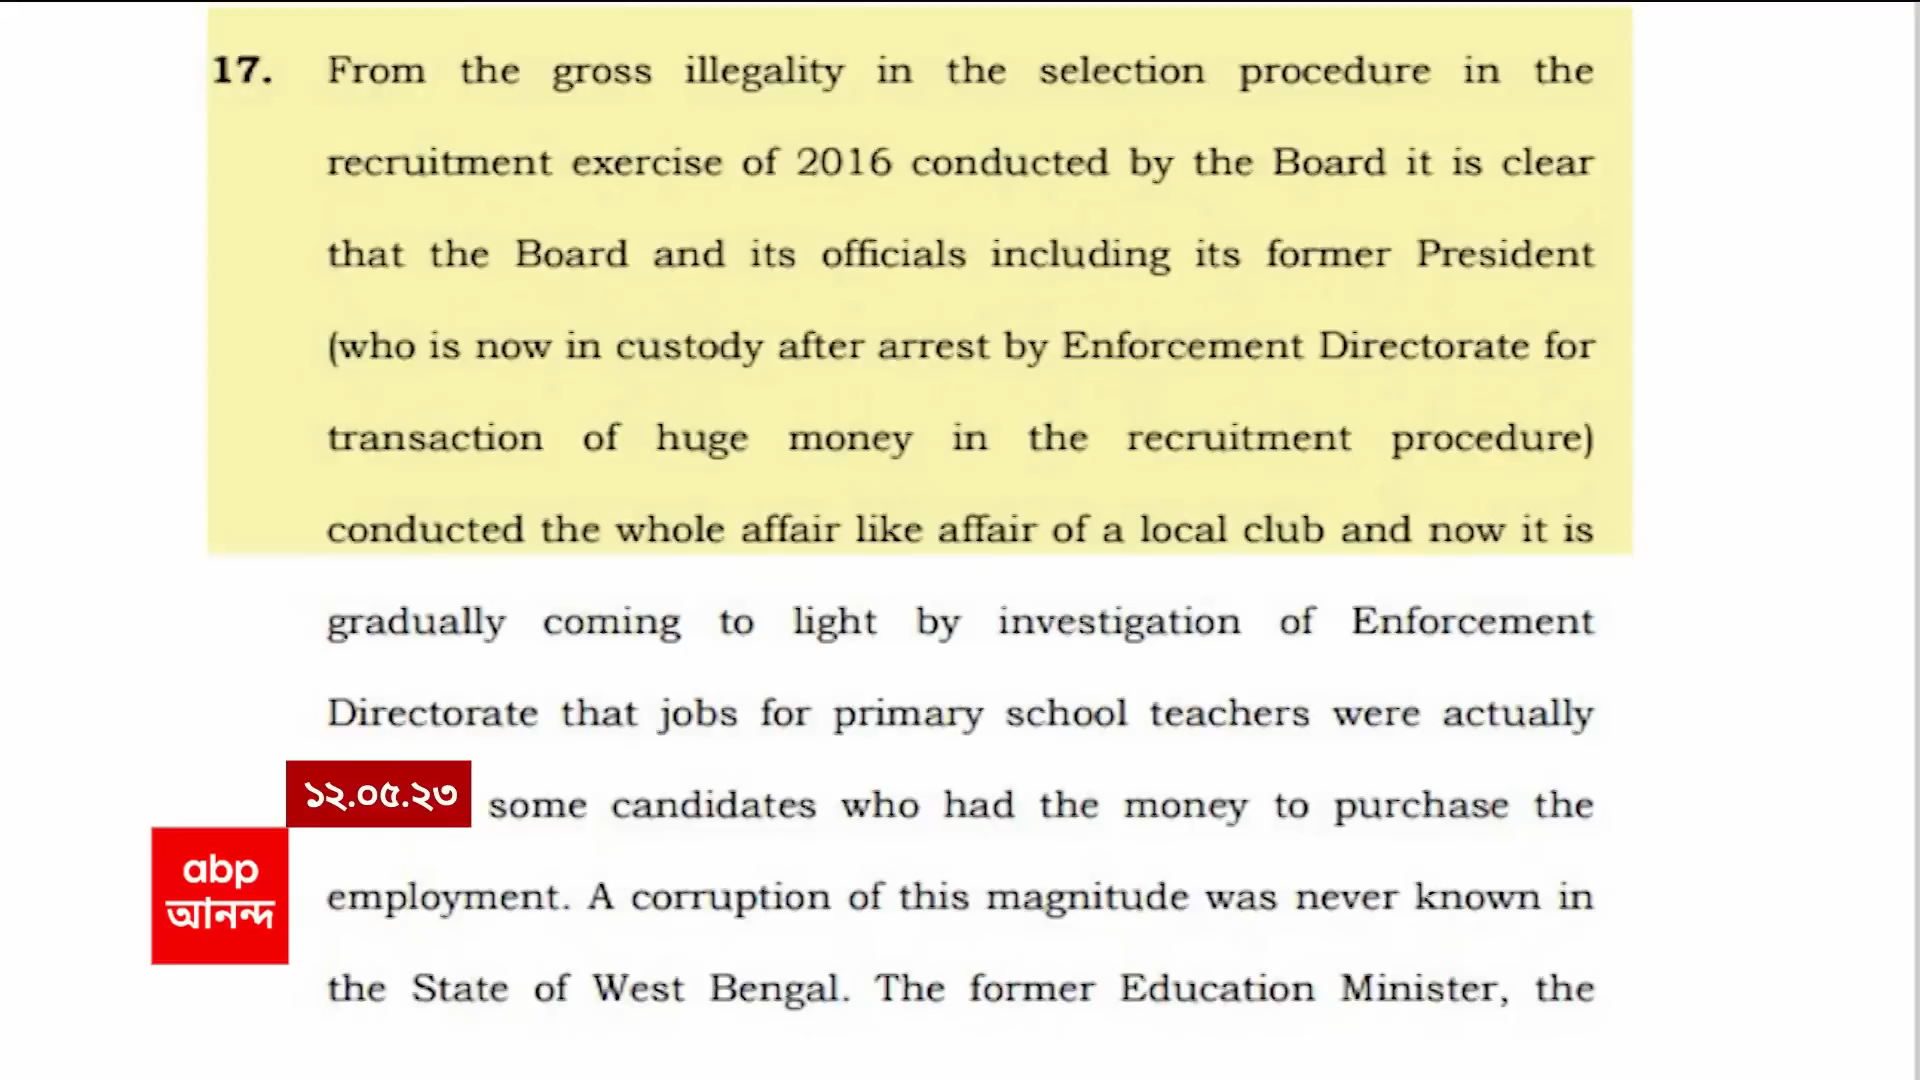 17. From the gross illegality in the selection procedure in the
recruitment exercise of 2016 conducted by the Board it is clear
that the Board and its officials including its former President
(who is now in custody after arrest by Enforcement Directorate for
transaction of huge money in the recruitment procedure)
conducted the whole affair like affair of a local club and now it is
gradually coming to light by investigation of Enforcement
Directorate that jobs for primary school teachers were actually
১২.০৫.২৩
some candidates who had the money to purchase the
employment. A corruption of this magnitude was never known in
the State of West Bengal. The former Education Minister, the
abp
আনন্দ